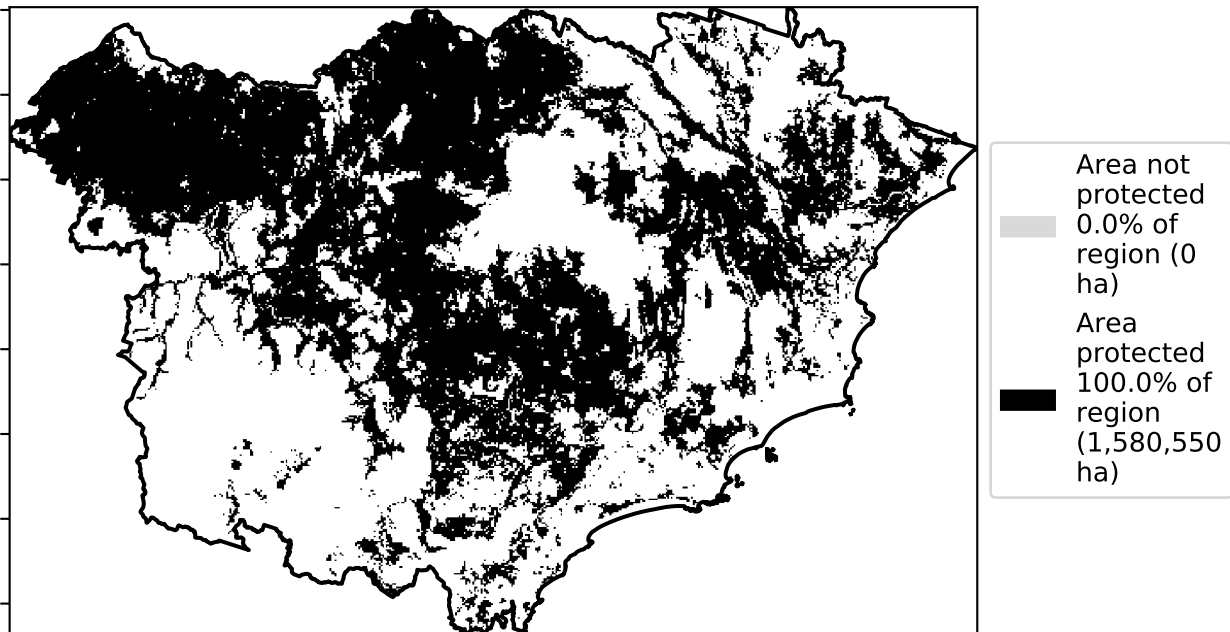 Area not
protected
0.0% of
region (0
ha)
Area
protected
100.0% of
region
(1,580,550
ha)